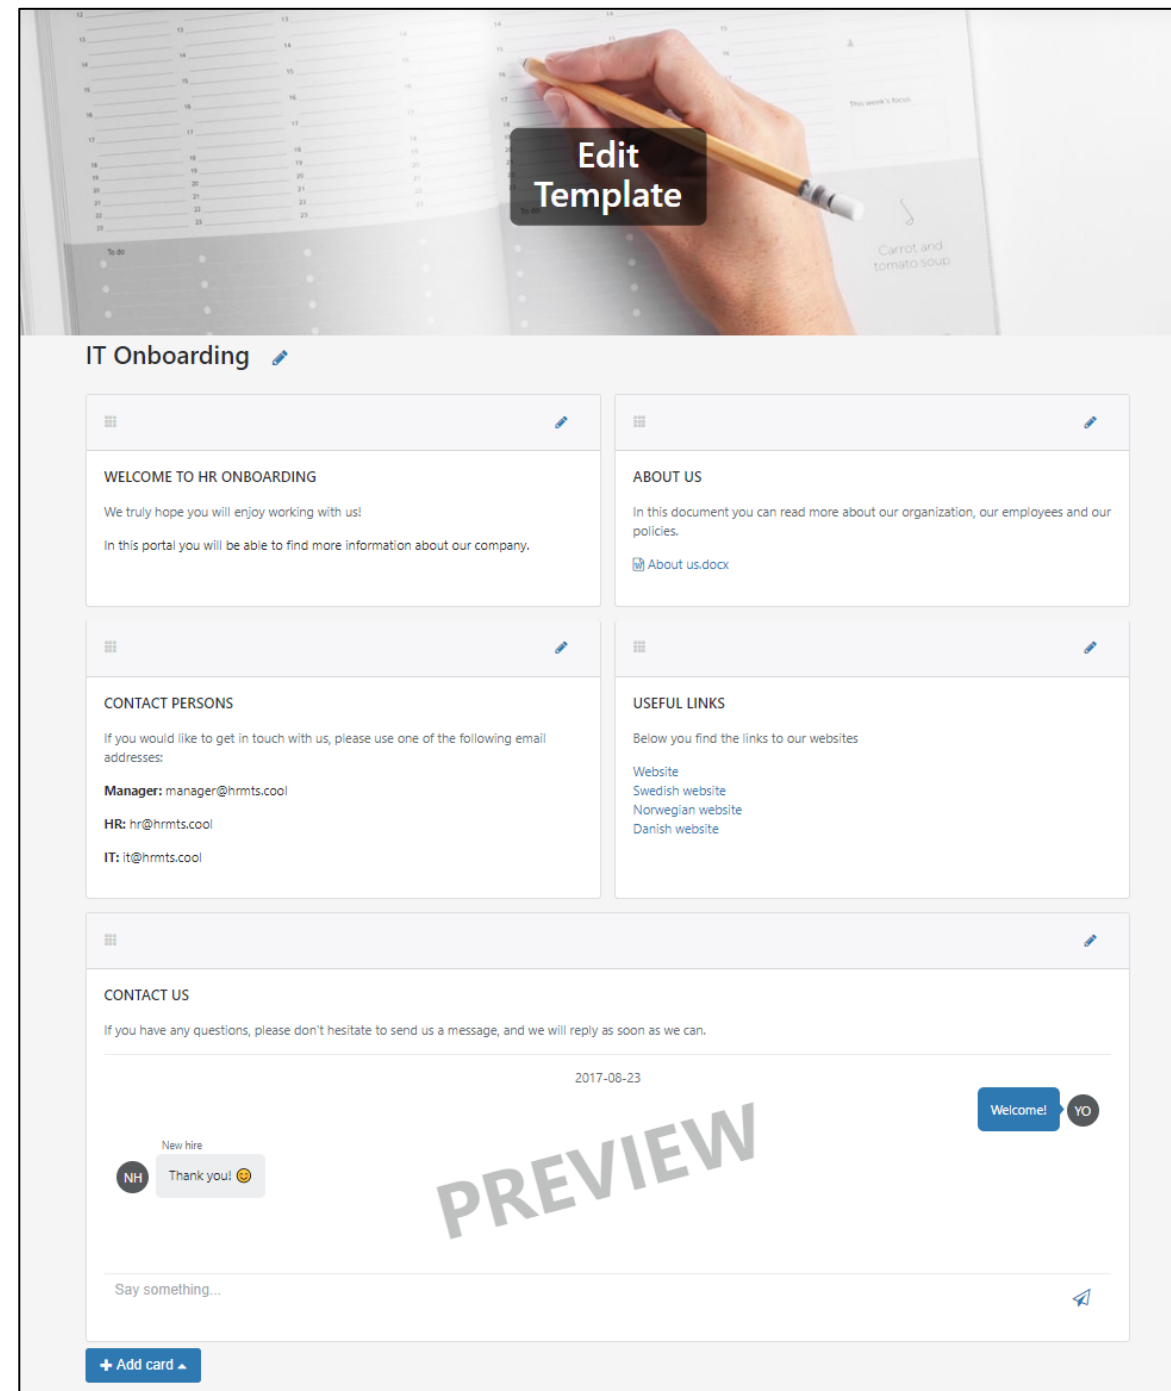 Edit
Template
This week's focus
To do
To do
Carrot and
tomato soup
IT Onboarding
WELCOME TO HR ONBOARDING
We truly hope you will enjoy working with us!
In this portal you will be able to find more information about our company.
ABOUT US
In this document you can read more about our organization, our employees and our
policies.
About us.docx
CONTACT PERSONS
If you would like to get in touch with us, please use one of the following email
addresses:
Manager: manager@hrmts.cool
HR: hr@hrmts.cool
IT: it@hrmts.cool
USEFUL LINKS
Below you find the links to our websites
Website
Swedish website
Norwegian website
Danish website
CONTACT US
If you have any questions, please don't hesitate to send us a message, and we will reply as soon as we can.
2017-08-23
Welcome!
YO
New hire
NH
Thank you! 😊
PREVIEW
Say something...
Add card